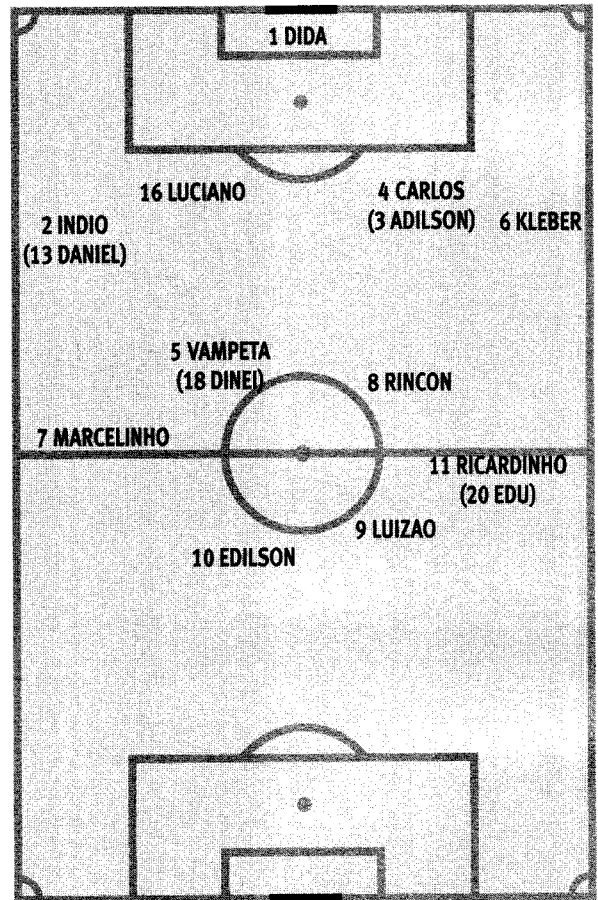 1 DIDA
16 LUCIANO
4 CARLOS
(3 ADILSON)
2 INDIO
(13 DANIEL)
6 KLEBER
5 VAMPETA
(18 DINEI)
8 RINCON
7 MARCELINHO
11 RICARDINHO
(20 EDU)
9 LUIZAO
10 EDILSON